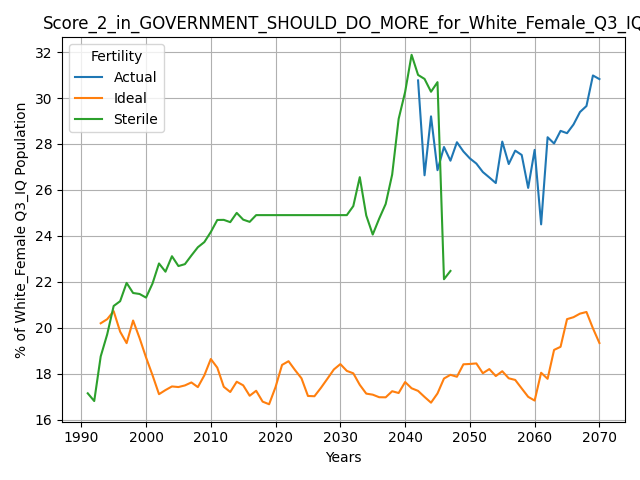 Score_2_in_GOVERNMENT_SHOULD_DO_MORE_for_White_Female_Q3_IQ
Fertility
Actual
Ideal
Sterile
% of White_Female Q3_IQ Population
32
30
28
26
24
22
20
18
16
1990 2000 2010 2020 2030 2040 2050 2060 2070
Years